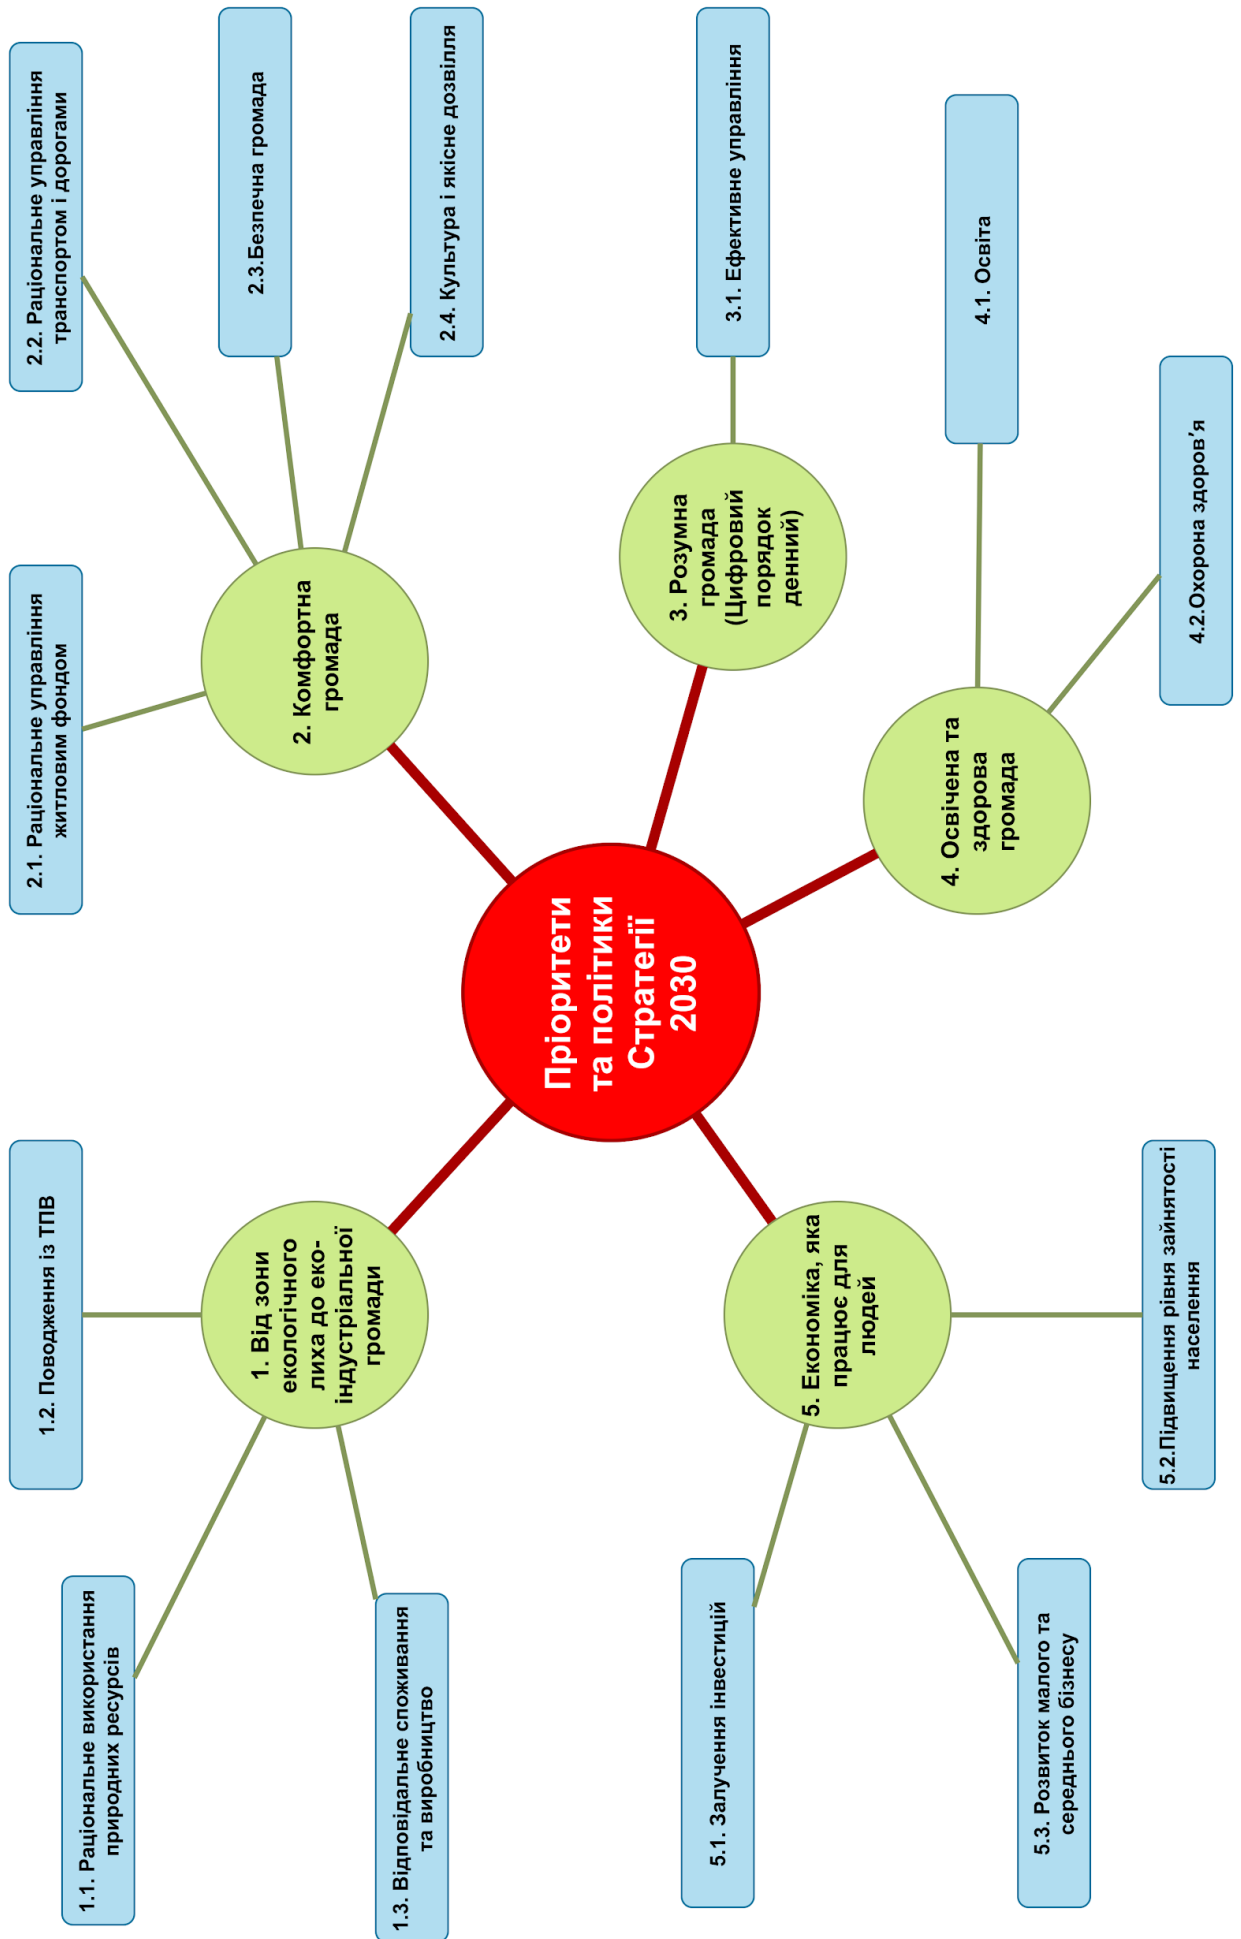 Пріоритети
та політики
Стратегії
2030
1. Від зони
екологічного
лиха до еко-
індустріальної
громади
1.1. Раціональне використання
природних ресурсів
1.2. Поводження із ТПВ
1.3. Відповідальне споживання
та виробництво
2. Комфортна
громада
2.1. Раціональне управління
житловим фондом
2.2. Раціональне управління
транспортом і дорогами
2.3.Безпечна громада
2.4. Культура і якісне дозвілля
3. Розумна
громада
(Цифровий
порядок
денний)
3.1. Ефективне управління
4. Освічена та
здорова
громада
4.1. Освіта
4.2.Охорона здоров’я
5. Економіка, яка
працює для
людей
5.1. Залучення інвестицій
5.2.Підвищення рівня зайнятості
населення
5.3. Розвиток малого та
середнього бізнесу